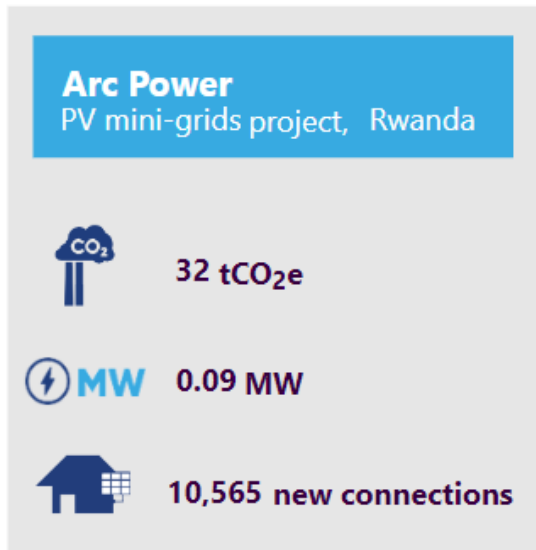 Arc Power
PV mini-grids project, Rwanda
CO₂
32 tCO₂e
MW 0.09 MW
10,565 new connections